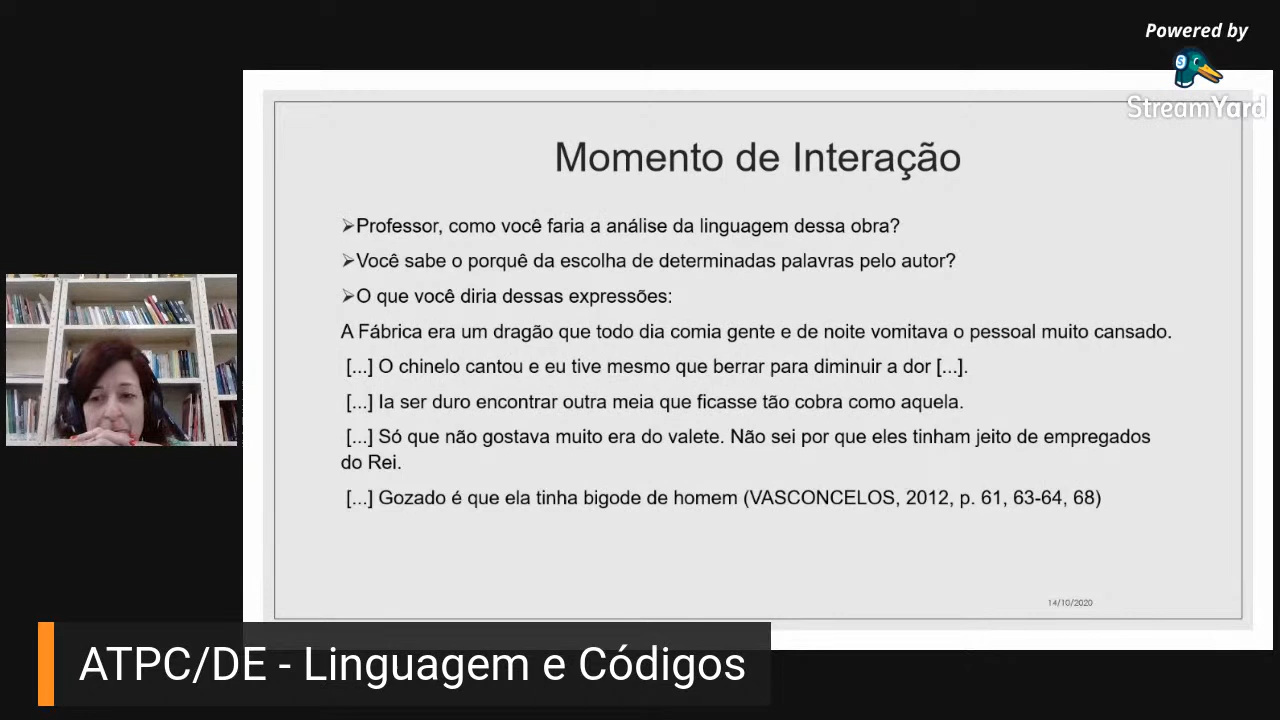 Powered by
StreamYard
Momento de Interação
➢Professor, como você faria a análise da linguagem dessa obra?
➢Você sabe o porquê da escolha de determinadas palavras pelo autor?
➢O que você diria dessas expressões:
A Fábrica era um dragão que todo dia comia gente e de noite vomitava o pessoal muito cansado.
[...] O chinelo cantou e eu tive mesmo que berrar para diminuir a dor [...].
[...] Ia ser duro encontrar outra meia que ficasse tão cobra como aquela.
[...] Só que não gostava muito era do valete. Não sei por que eles tinham jeito de empregados
do Rei.
[...] Gozado é que ela tinha bigode de homem (VASCONCELOS, 2012, p. 61, 63-64, 68)
14/10/2020
ATPC/DE - Linguagem e Códigos